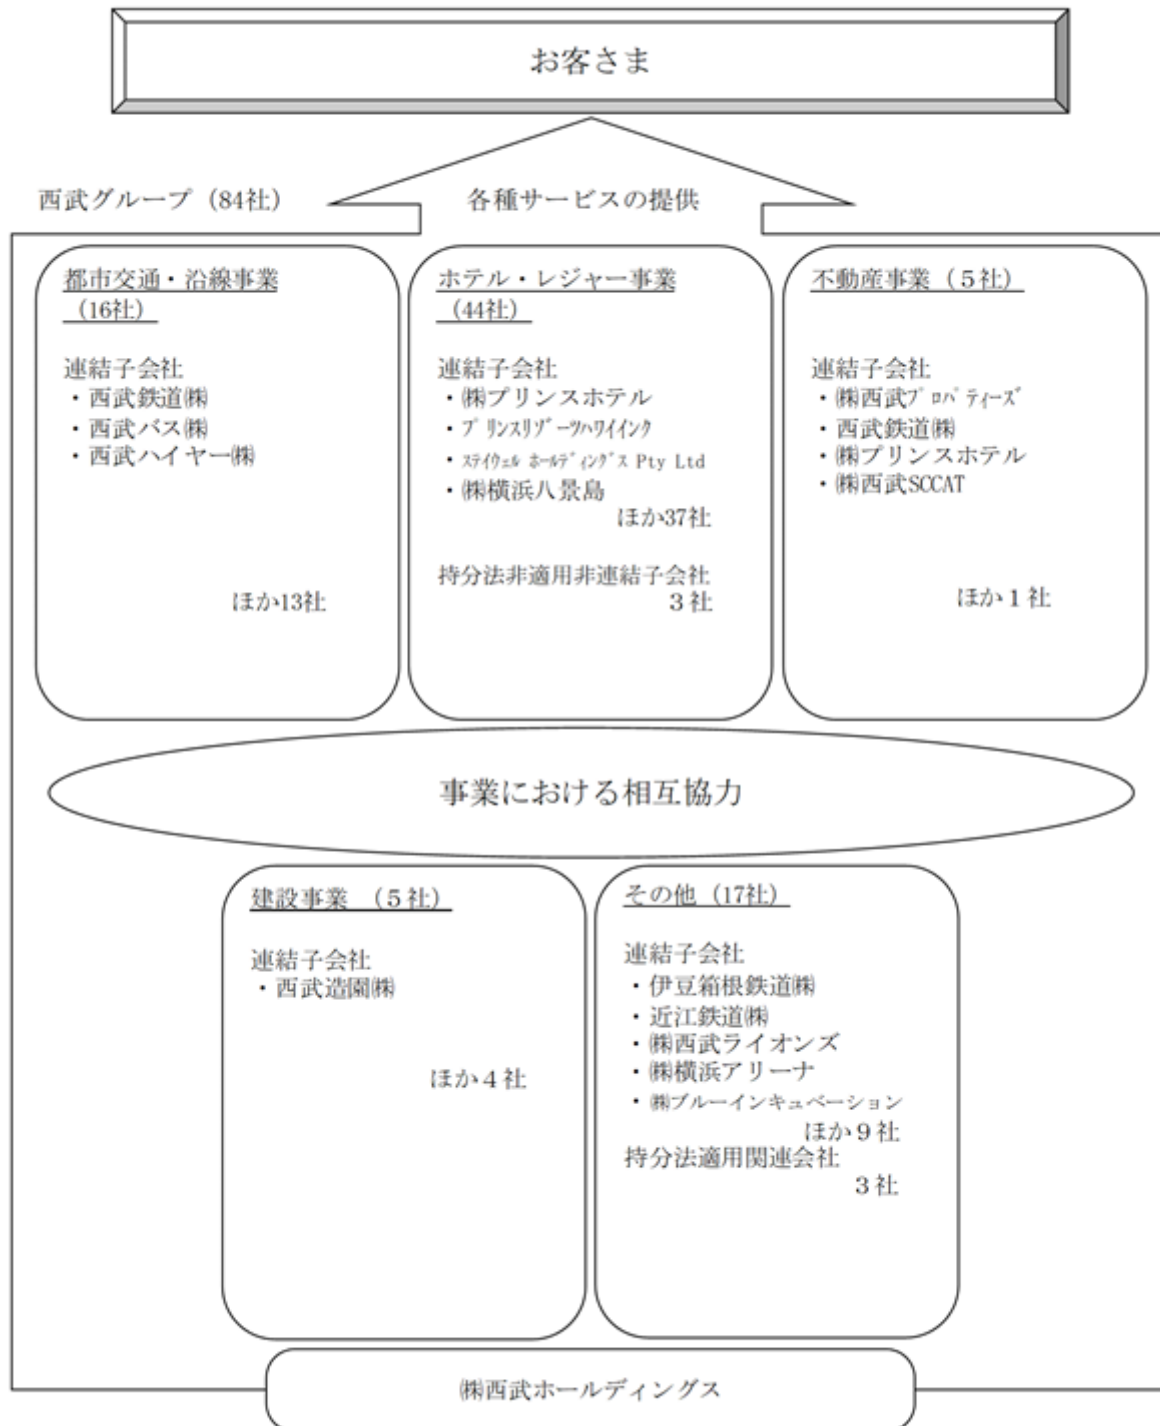 お客さま
西武グループ（84社）
各種サービスの提供
都市交通・沿線事業
（16社）
連結子会社
・西武鉄道㈱
・西武バス㈱
・西武ハイヤー㈱
ほか13社
ホテル・レジャー事業
（44社）
連結子会社
・㈱プリンスホテル
・プリンスリゾーツハワイインク
・ステイウェル ホールディングス Pty Ltd
・㈱横浜八景島
ほか37社
持分法非適用非連結子会社
３社
不動産事業（５社）
連結子会社
・㈱西武プロパティーズ
・西武鉄道㈱
・㈱プリンスホテル
・㈱西武SCCAT
ほか１社
事業における相互協力
建設事業 （５社）
連結子会社
・西武造園㈱
ほか４社
その他（17社）
連結子会社
・伊豆箱根鉄道㈱
・近江鉄道㈱
・㈱西武ライオンズ
・㈱横浜アリーナ
・㈱ブルーインキュベーション
ほか９社
持分法適用関連会社
３社
㈱西武ホールディングス